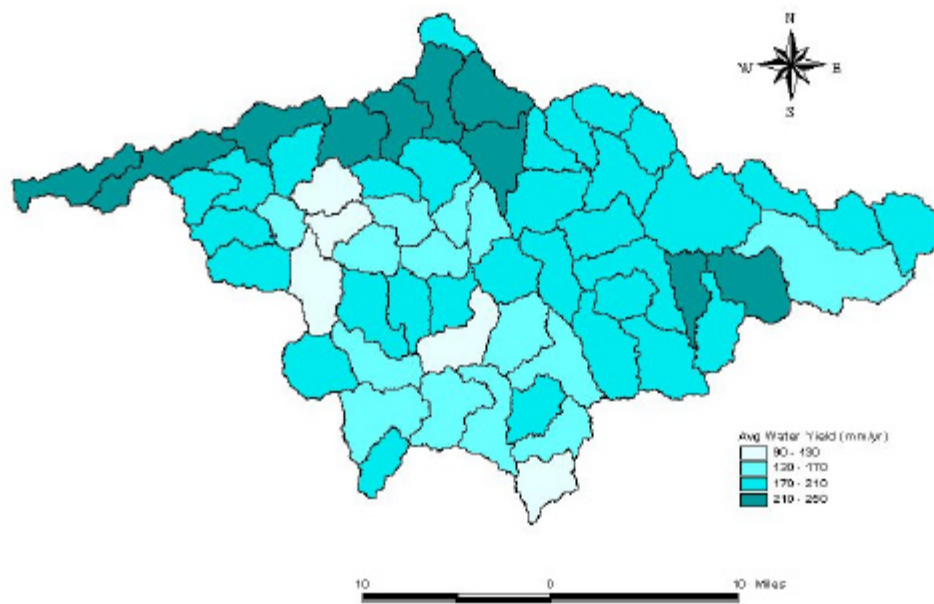 N
W E
S
Avg Water Yield (mm/yr)
90 - 130
130 - 170
170 - 210
210 - 250
10 0 10 Miles